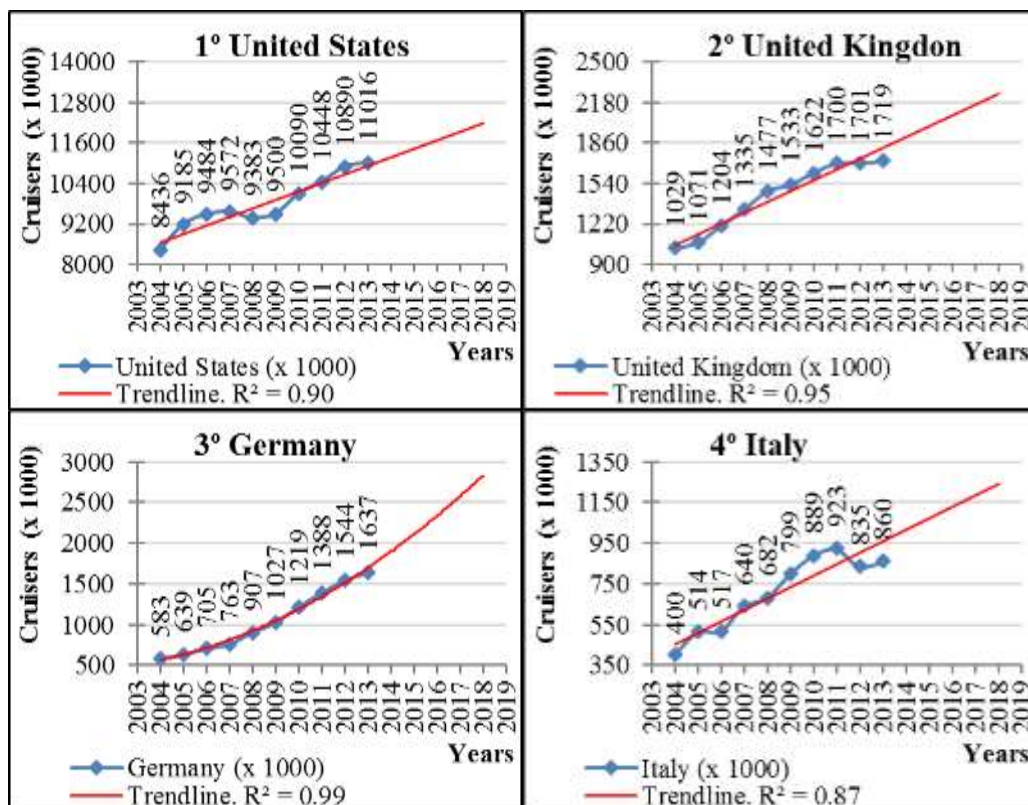 1º United States
Cruisers (x 1000)
14000
12800
11600
10400
9200
8000
8436 9185 9484 9572 9383 9500 10090 10448 10890 11016
2003 2004 2005 2006 2007 2008 2009 2010 2011 2012 2013 2014 2015 2016 2017 2018 2019
Years
United States (x 1000)
Trendline. R² = 0.90
2º United Kingdon
Cruisers (x 1000)
2500
2180
1860
1540
1220
900
1029 1071 1204 1335 1477 1533 1622 1700 1701 1719
2003 2004 2005 2006 2007 2008 2009 2010 2011 2012 2013 2014 2015 2016 2017 2018 2019
Years
United Kingdom (x 1000)
Trendline. R² = 0.95
3º Germany
Cruisers (x 1000)
3000
2500
2000
1500
1000
500
583 639 705 763 907 1027 1219 1388 1544 1637
2003 2004 2005 2006 2007 2008 2009 2010 2011 2012 2013 2014 2015 2016 2017 2018 2019
Years
Germany (x 1000)
Trendline. R² = 0.99
4º Italy
Cruisers (x 1000)
1350
1150
950
750
550
350
400 514 517 640 682 799 889 923 835 860
2003 2004 2005 2006 2007 2008 2009 2010 2011 2012 2013 2014 2015 2016 2017 2018 2019
Years
Italy (x 1000)
Trendline. R² = 0.87